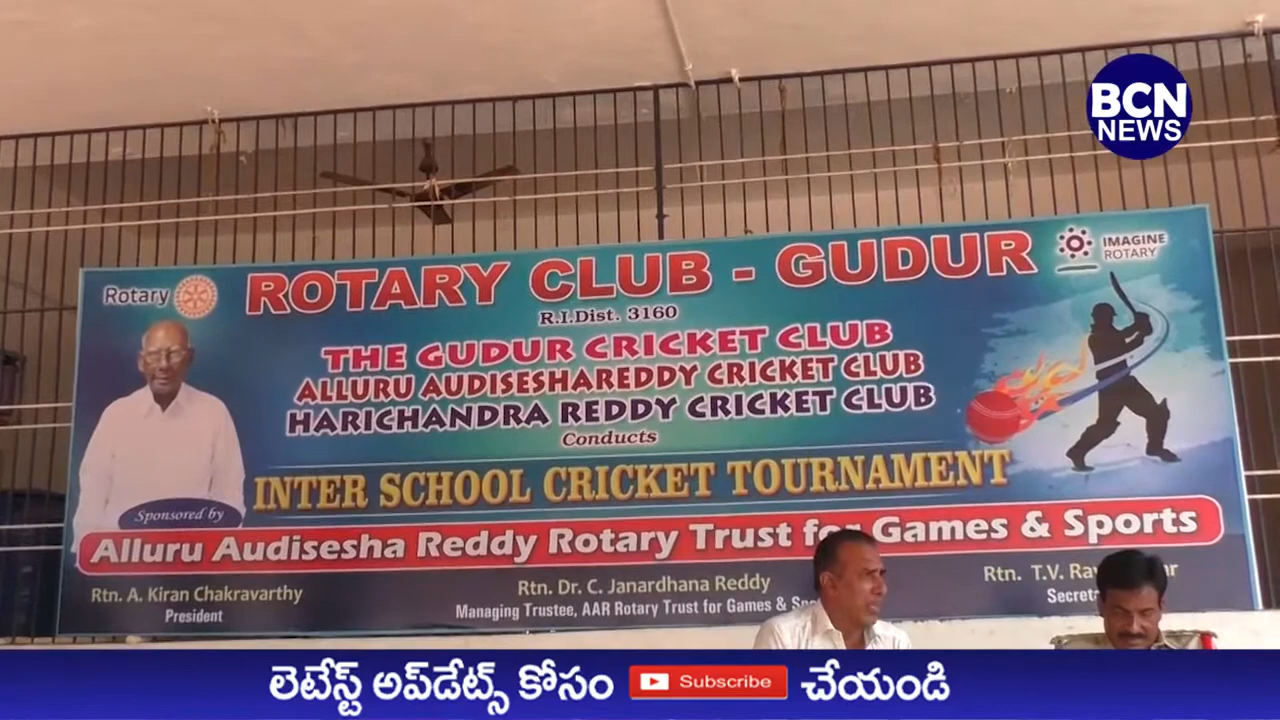 BCN
NEWS
Rotary
ROTARY CLUB - GUDUR
IMAGINE
ROTARY
R.I.Dist. 3160
THE GUDUR CRICKET CLUB
ALLURU AUDISESHAREDDY CRICKET CLUB
HARICHANDRA REDDY CRICKET CLUB
Conducts
INTER SCHOOL CRICKET TOURNAMENT
Sponsored by
Alluru Audisesha Reddy Rotary Trust for Games & Sports
Rtn. A. Kiran Chakravarthy
President
Rtn. Dr. C. Janardhana Reddy
Managing Trustee, AAR Rotary Trust for Games &
Rtn. T.V.
లెటేస్ట్ అప్‌డేట్స్ కోసం Subscribe చేయండి